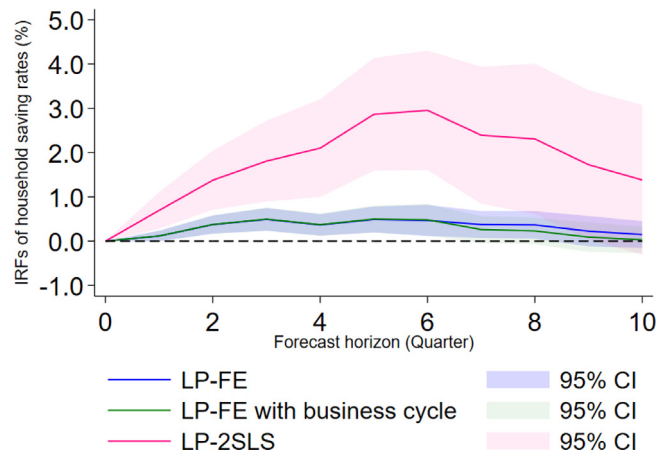 IRFs of household saving rates (%)
5.0
4.0
3.0
2.0
1.0
0.0
-1.0
0 2 4 6 8 10
Forecast horizon (Quarter)
LP-FE 95% CI
LP-FE with business cycle 95% CI
LP-2SLS 95% CI